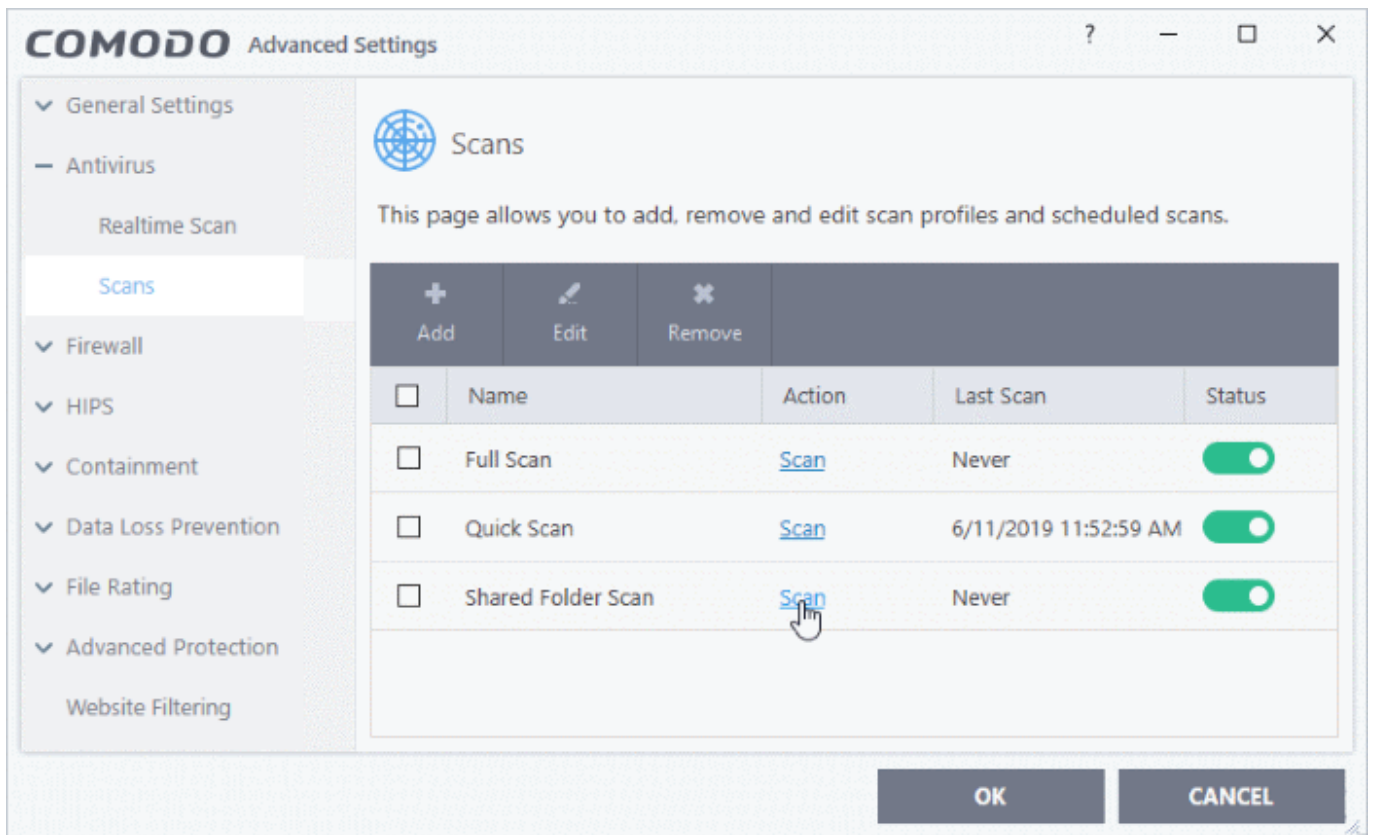 COMODO Advanced Settings ?
General Settings
Antivirus
Realtime Scan
Scans
Firewall
HIPS
Containment
Data Loss Prevention
File Rating
Advanced Protection
Website Filtering
Scans
This page allows you to add, remove and edit scan profiles and scheduled scans.
Add Edit Remove
Name Action Last Scan Status
Full Scan Scan Never
Quick Scan Scan 6/11/2019 11:52:59 AM
Shared Folder Scan Scan Never
OK CANCEL